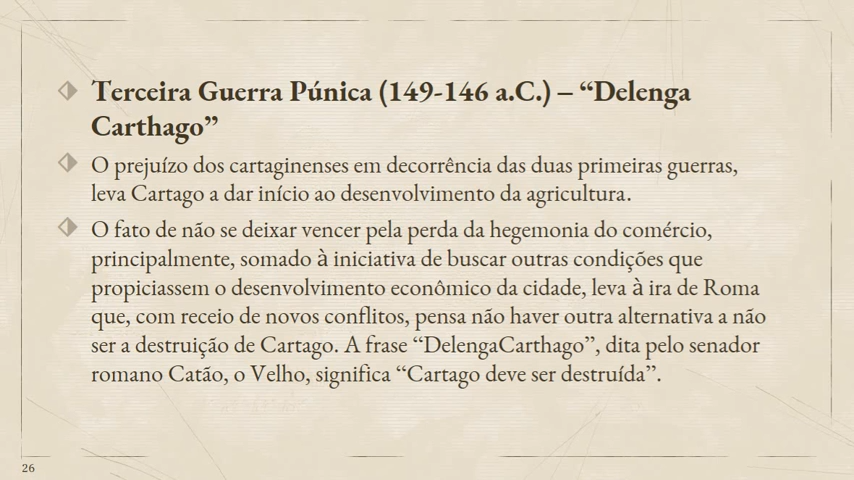 Terceira Guerra Púnica (149-146 a.C.) – “Delenga
Carthago”
O prejuízo dos cartaginenses em decorrência das duas primeiras guerras,
leva Cartago a dar início ao desenvolvimento da agricultura.
O fato de não se deixar vencer pela perda da hegemonia do comércio,
principalmente, somado à iniciativa de buscar outras condições que
propiciassem o desenvolvimento econômico da cidade, leva à ira de Roma
que, com receio de novos conflitos, pensa não haver outra alternativa a não
ser a destruição de Cartago. A frase “DelengaCarthago”, dita pelo senador
romano Catão, o Velho, significa “Cartago deve ser destruída”.
26